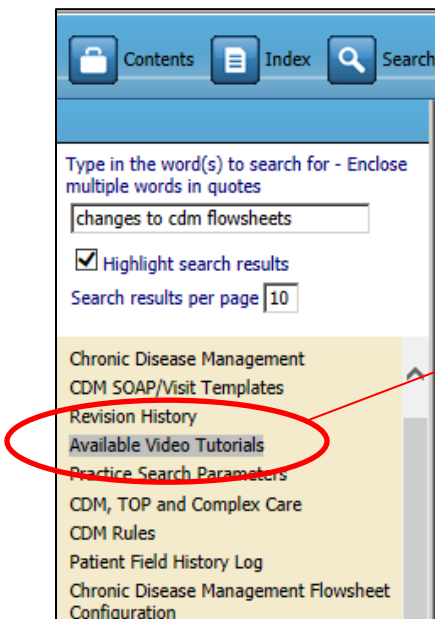 Contents Index Search
Type in the word(s) to search for - Enclose
multiple words in quotes
changes to cdm flowsheets
Highlight search results
Search results per page 10
Chronic Disease Management
CDM SOAP/Visit Templates
Revision History
Available Video Tutorials
Practice Search Parameters
CDM, TOP and Complex Care
CDM Rules
Patient Field History Log
Chronic Disease Management Flowsheet
Configuration